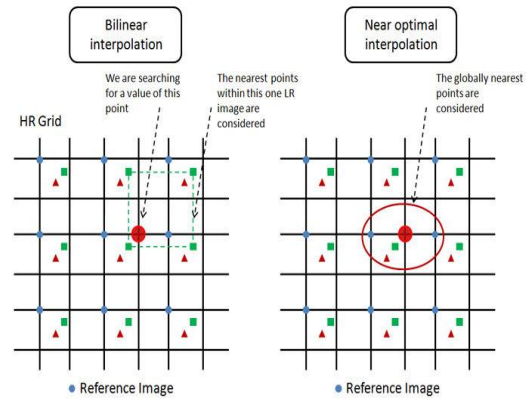 Bilinear
interpolation
Near optimal
interpolation
We are searching
for a value of this
point
The nearest points
within this one LR
image are
considered
The globally nearest
points are
considered
HR Grid
Reference Image
Reference Image